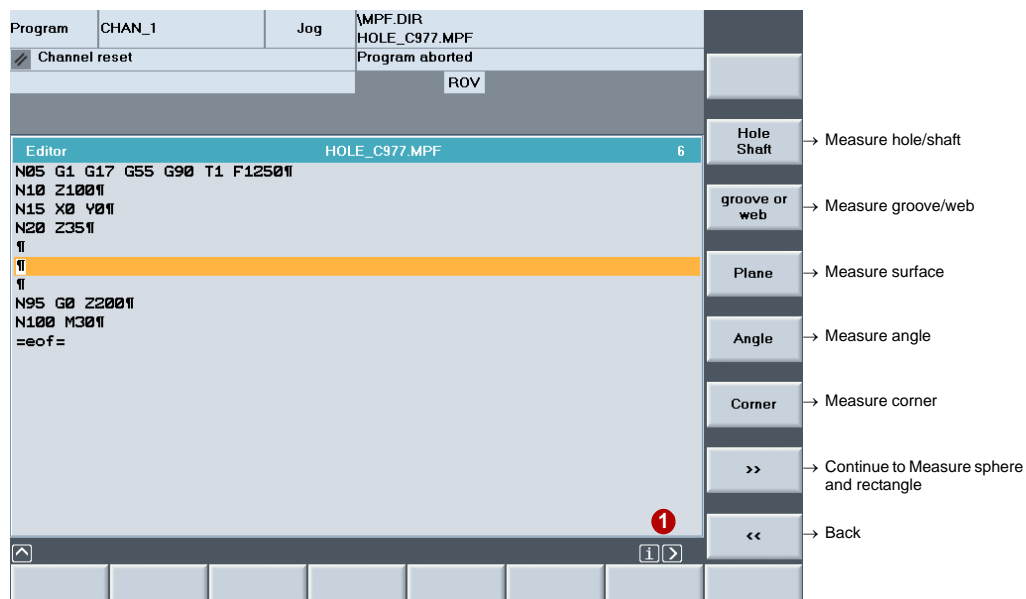 Program CHAN_1 Jog \MPF.DIR
HOLE_C977.MPF
Channel reset Program aborted
ROV
Editor HOLE_C977.MPF 6
N05 G1 G17 G55 G90 T1 F1250¶
N10 Z100¶
N15 X0 Y0¶
N20 Z35¶
¶
¶
¶
N95 G0 Z200¶
N100 M30¶
=eof=
1
i >
Hole
Shaft
→ Measure hole/shaft
groove or
web
→ Measure groove/web
Plane → Measure surface
Angle → Measure angle
Corner → Measure corner
>> → Continue to Measure sphere
and rectangle
<< → Back